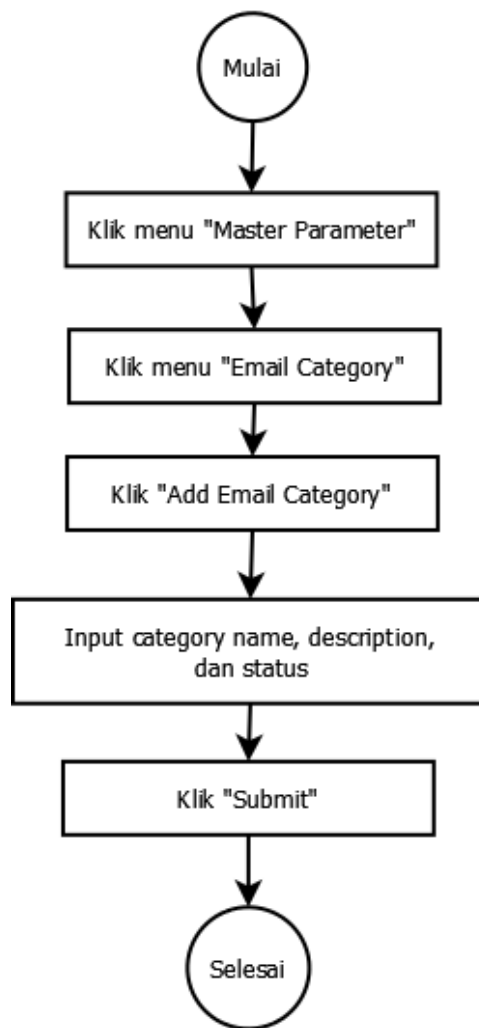 Mulai
Klik menu "Master Parameter"
Klik menu "Email Category"
Klik "Add Email Category"
Input category name, description,
dan status
Klik "Submit"
Selesai